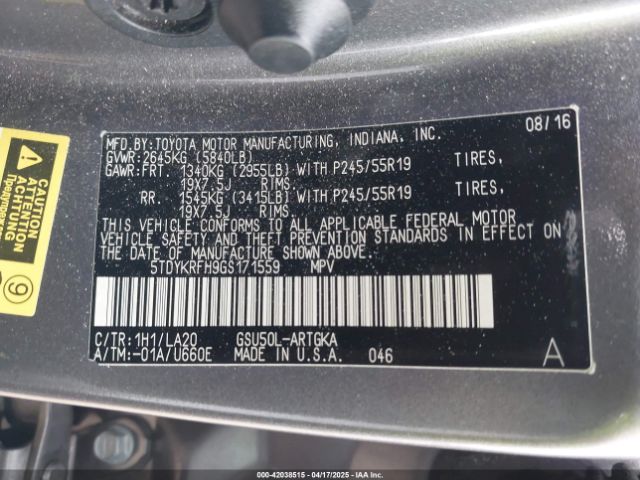 MFD.BY:TOYOTA MOTOR MANUFACTURING, INDIANA, INC. 08/16
GVWR:2645KG (5840LB)
GAWR:FRT. 1340KG (2955LB) WITH P245/55R19 TIRES,
19X7.5J RIMS.
RR. 1545KG (3415LB) WITH P245/55R19 TIRES,
19X7.5J RIMS.
THIS VEHICLE CONFORMS TO ALL APPLICABLE FEDERAL MOTOR
VEHICLE SAFETY AND THEFT PREVENTION STANDARDS IN EFFECT ON
THE DATE OF MANUFACTURE SHOWN ABOVE.
5TDYKRFH9GS171559 MPV
C/TR:1H1/LA20 GSU50L-ARTGKA
A/TM:-01A/U660E MADE IN U.S.A. 046 A
CAUTION
ATTENTION
ACHTUNG
9
000-42038515 - 04/17/2025 - IAA Inc.